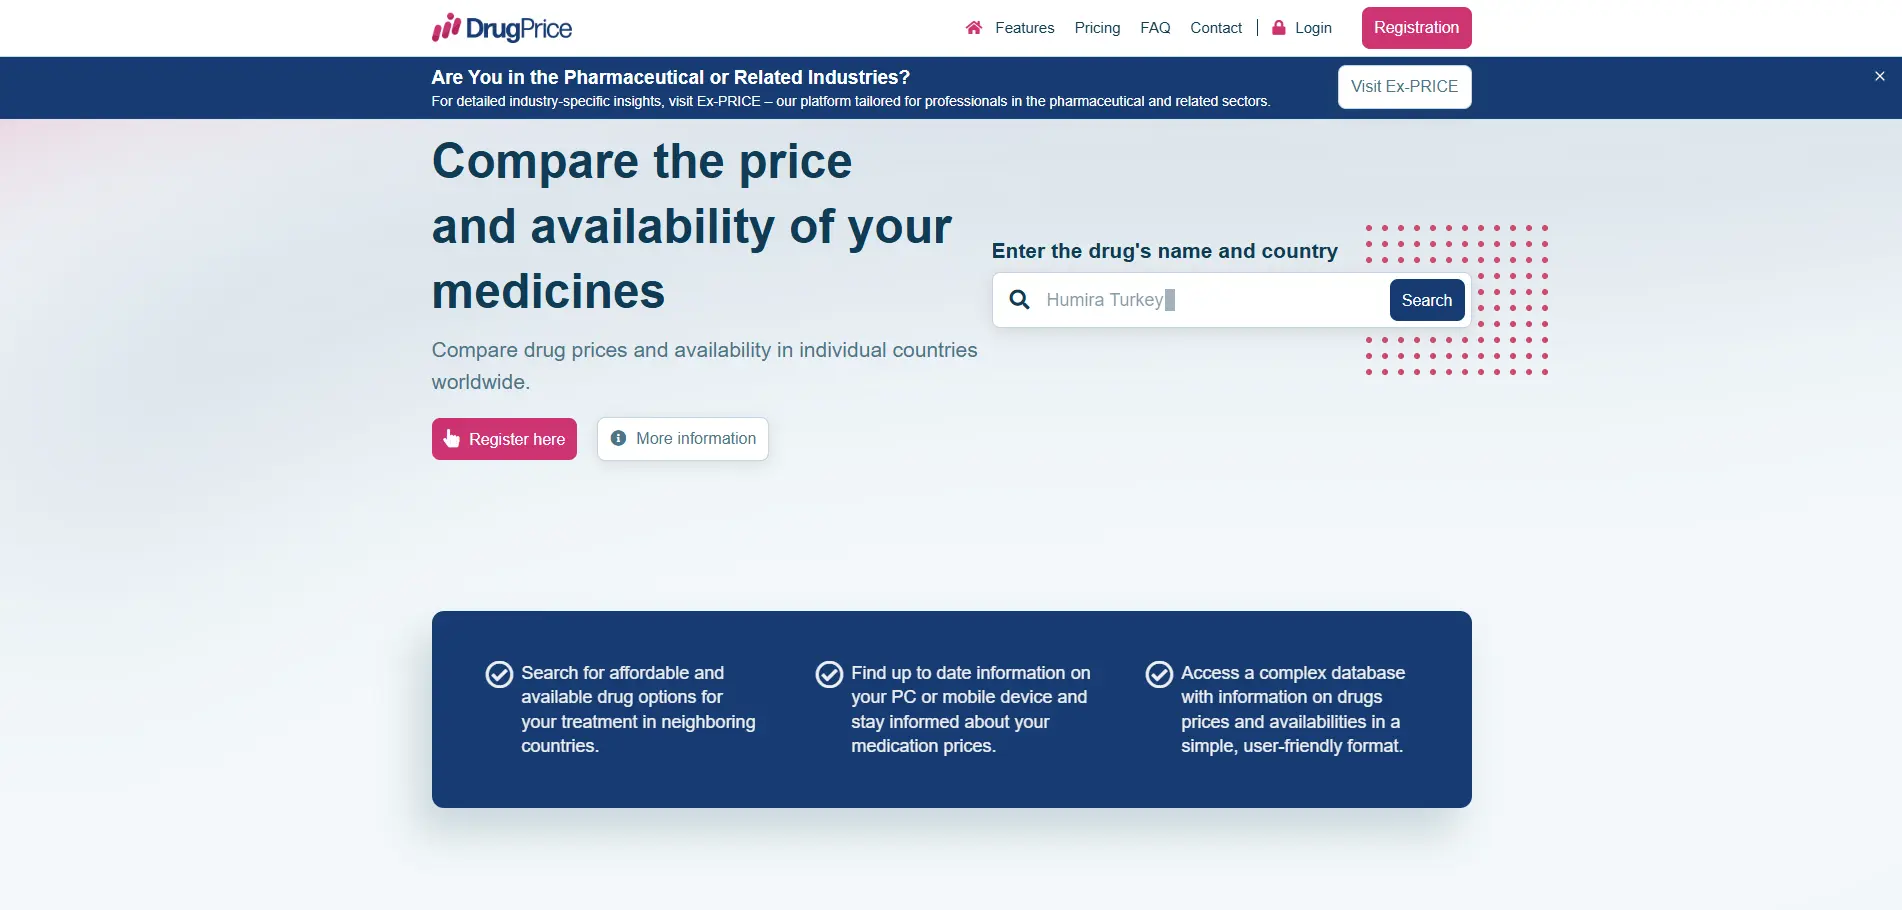 DrugPrice
Features
Pricing
FAQ
Contact
Login
Registration
Are You in the Pharmaceutical or Related Industries?
For detailed industry-specific insights, visit Ex-PRICE – our platform tailored for professionals in the pharmaceutical and related sectors.
Visit Ex-PRICE
Compare the price
and availability of your
medicines
Compare drug prices and availability in individual countries
worldwide.
Register here
More information
Enter the drug's name and country
Humira Turkey
Search
Search for affordable and
available drug options for
your treatment in neighboring
countries.
Find up to date information on
your PC or mobile device and
stay informed about your
medication prices.
Access a complex database
with information on drugs
prices and availabilities in a
simple, user-friendly format.